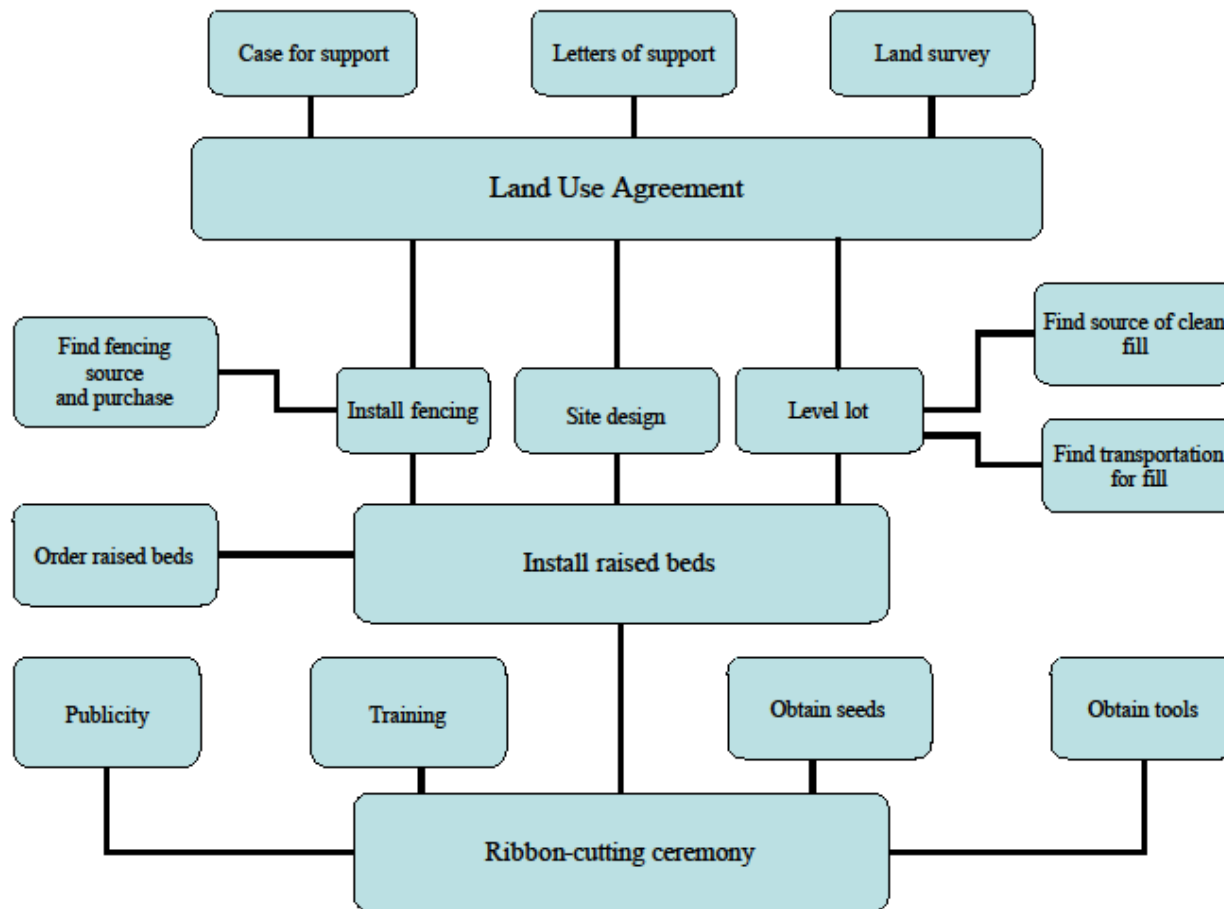 Case for support
Letters of support
Land survey
Land Use Agreement
Find fencing
source
and purchase
Install fencing
Site design
Level lot
Find source of clean
fill
Find transportation
for fill
Order raised beds
Install raised beds
Publicity
Training
Obtain seeds
Obtain tools
Ribbon-cutting ceremony